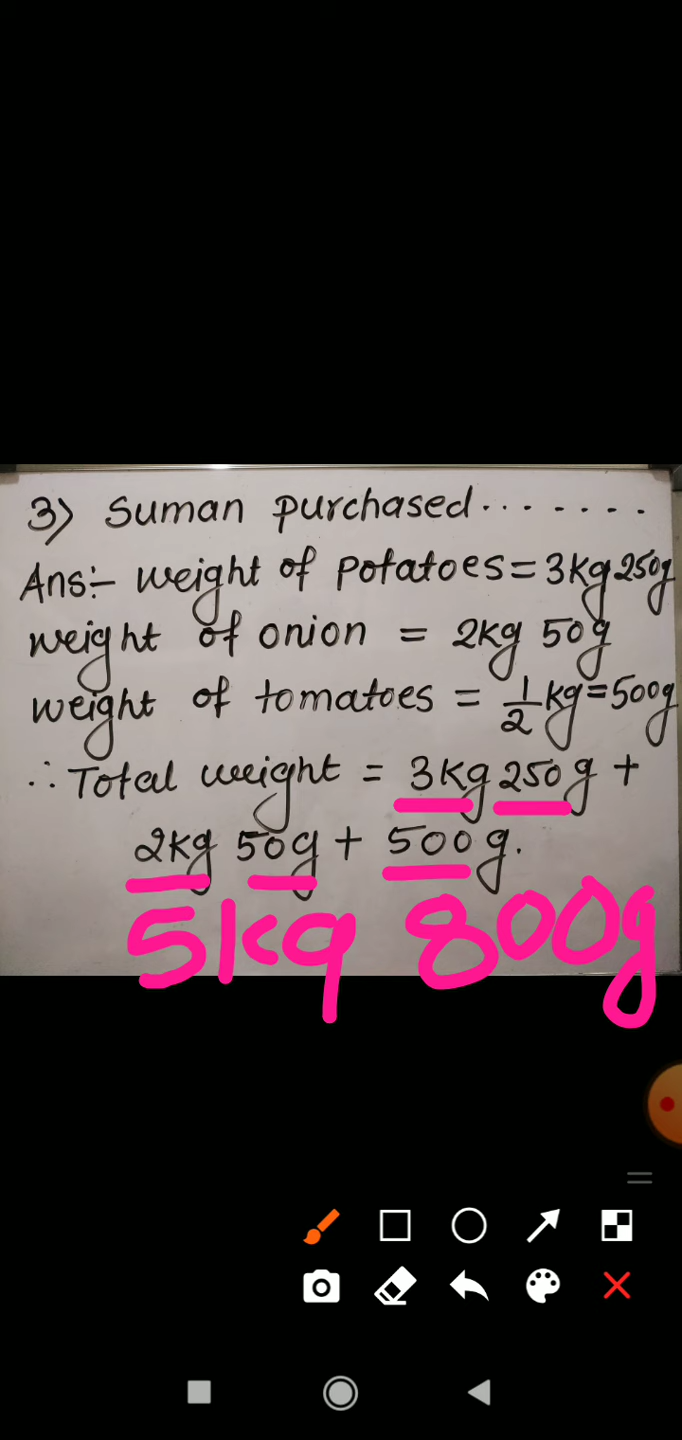 3) Suman purchased.......
Ans:- weight of potatoes = 3kg 250g
weight of onion = 2kg 50g
weight of tomatoes = 1/2 kg = 500g
∴ Total weight = 3kg 250g +
2kg 50g + 500g.
5kg 800g